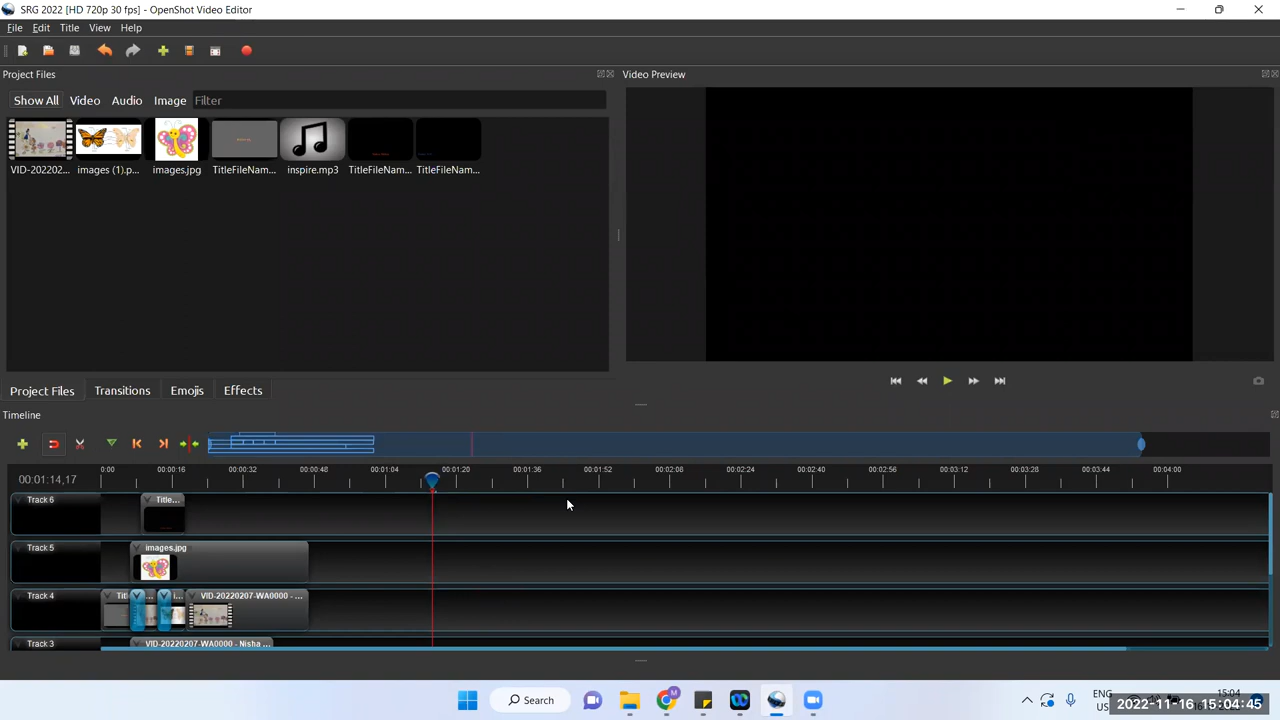 SRG 2022 [HD 720p 30 fps] - OpenShot Video Editor
File Edit Title View Help
Project Files
Video Preview
Show All Video Audio Image Filter
VID-202202... images (1).p... images.jpg TitleFileNam... inspire.mp3 TitleFileNam... TitleFileNam...
Project Files Transitions Emojis Effects
Timeline
00:01:14,17
0:00 00:00:16 00:00:32 00:00:48 00:01:04 00:01:20 00:01:36 00:01:52 00:02:08 00:02:24 00:02:40 00:02:56 00:03:12 00:03:28 00:03:44 00:04:00
Track 6 Title...
Track 5 images.jpg
Track 4 Titl ... i... VID-20220207-WA0000 - ...
Track 3 VID-20220207-WA0000 - Nisha ...
Search
ENG
US
15:04
2022-11-16 15:04:45